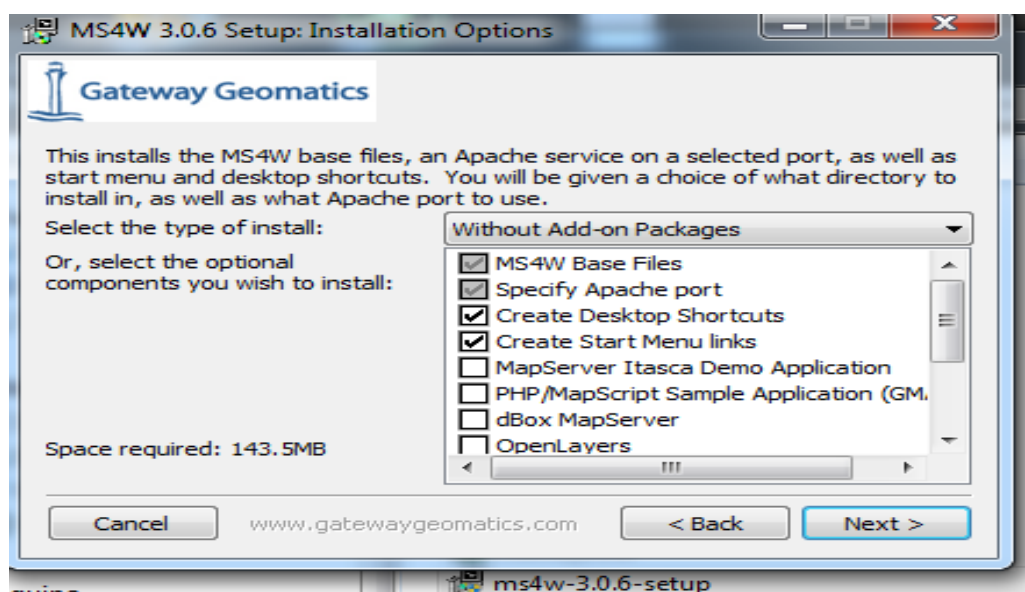 MS4W 3.0.6 Setup: Installation Options
Gateway Geomatics
This installs the MS4W base files, an Apache service on a selected port, as well as
start menu and desktop shortcuts. You will be given a choice of what directory to
install in, as well as what Apache port to use.
Select the type of install:
Without Add-on Packages
Or, select the optional
components you wish to install:
MS4W Base Files
Specify Apache port
Create Desktop Shortcuts
Create Start Menu links
MapServer Itasca Demo Application
PHP/MapScript Sample Application (GM
dBox MapServer
OpenLayers
Space required: 143.5MB
Cancel
www.gatewaygeomatics.com
< Back
Next >
ms4w-3.0.6-setup